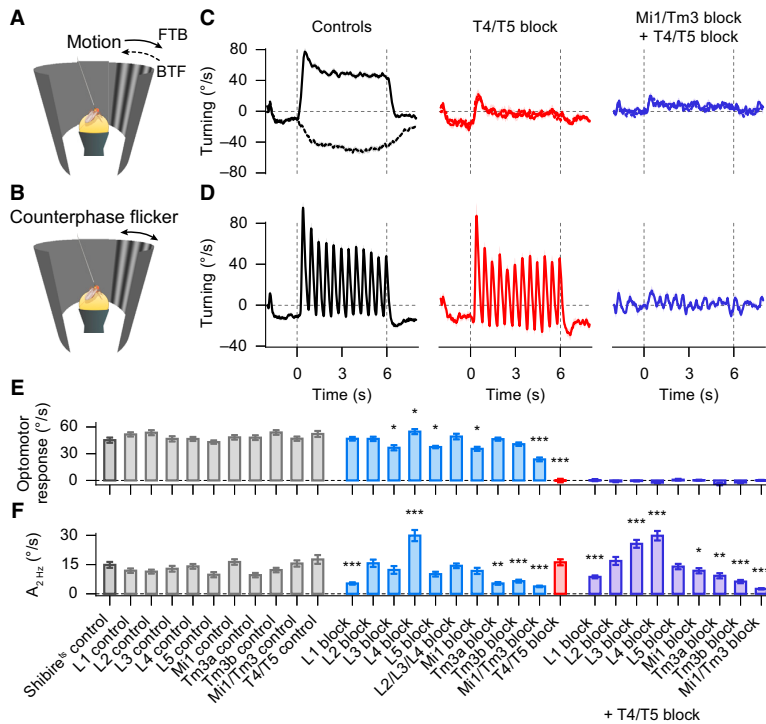 A
Motion
FTB
BTF
B
Counterphase flicker
C
Controls
T4/T5 block
Mi1/Tm3 block
+ T4/T5 block
Turning (°/s)
80
40
0
−40
−80
D
Turning (°/s)
80
40
0
−40
0 3 6
0 3 6
0 3 6
Time (s)
Time (s)
Time (s)
E
Optomotor
response (°/s)
60
30
0
* * * * *** ***
F
A2 Hz (°/s)
30
15
0
*** *** ** *** *** *** *** *** * ** *** ***
Shibirets control
L1 control
L2 control
L3 control
L4 control
L5 control
Mi1 control
Tm3a control
Tm3b control
Mi1/Tm3 control
T4/T5 control
L1 block
L2 block
L3 block
L4 block
L5 block
L2/L3/L4 block
Mi1 block
Tm3a block
Tm3b block
Mi1/Tm3 block
T4/T5 block
L1 block
L2 block
L3 block
L4 block
L5 block
Mi1 block
Tm3a block
Tm3b block
Mi1/Tm3 block
+ T4/T5 block